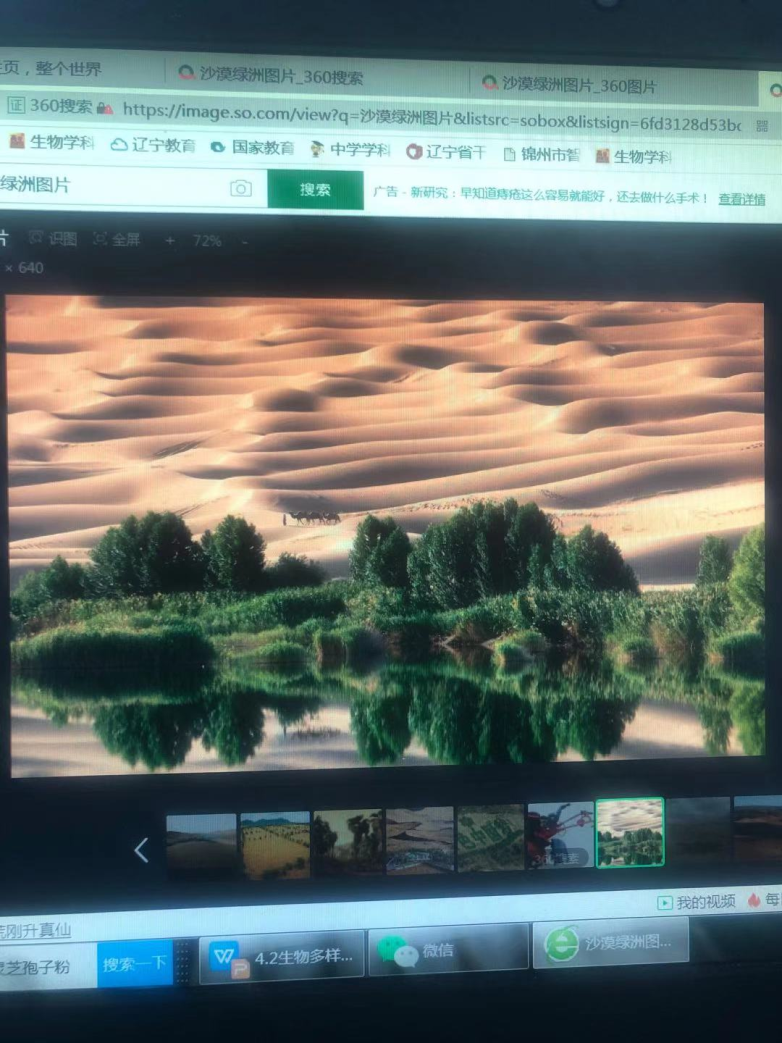 页，整个世界
沙漠绿洲图片_360搜索
沙漠绿洲图片_360图片
证 360搜索 https://image.so.com/view?q=沙漠绿洲图片&listsrc=sobox&listsign=6fd3128d53bc
生物学科 辽宁教育 国家教育 中学学科 辽宁省干 锦州市智 生物学科
绿洲图片 搜索 广告 - 新研究：早知道痔疮这么容易就能好，还去做什么手术！ 查看详情
片 识图 全屏 + 72% -
× 640
我的视频 每
刚升真仙
芝孢子粉 搜索一下 4.2生物多样... 微信 沙漠绿洲图...